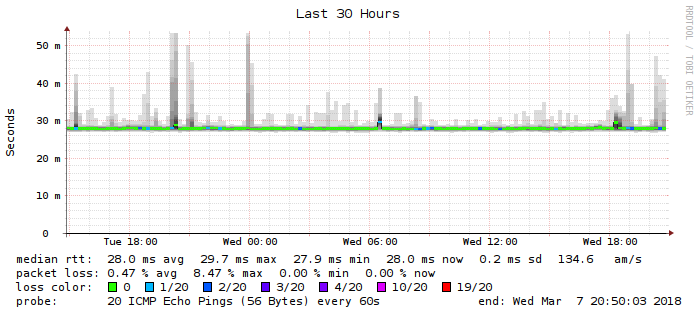 Last 30 Hours
RRDTOOL / TOBI OETIKER
Seconds
50 m
40 m
30 m
20 m
10 m
0
Tue 18:00 Wed 00:00 Wed 06:00 Wed 12:00 Wed 18:00
median rtt: 28.0 ms avg 29.7 ms max 27.9 ms min 28.0 ms now 0.2 ms sd 134.6 am/s
packet loss: 0.47 % avg 8.47 % max 0.00 % min 0.00 % now
loss color: 0 1/20 2/20 3/20 4/20 10/20 19/20
probe: 20 ICMP Echo Pings (56 Bytes) every 60s end: Wed Mar 7 20:50:03 2018